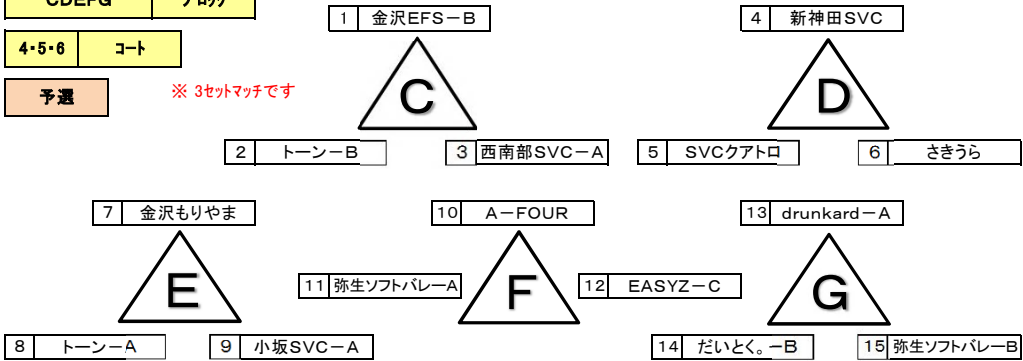 CDEFG ブロック
4・5・6 コート
予選
※ 3セットマッチです
1 金沢EFS－B
C
2 トーン－B
3 西南部SVC－A
4 新神田SVC
D
5 SVCクアトロ
6 さきうら
7 金沢もりやま
E
8 トーン－A
9 小坂SVC－A
10 A－FOUR
F
11 弥生ソフトバレーA
12 EASYZ－C
13 drunkard－A
G
14 だいとく。－B
15 弥生ソフトバレーB